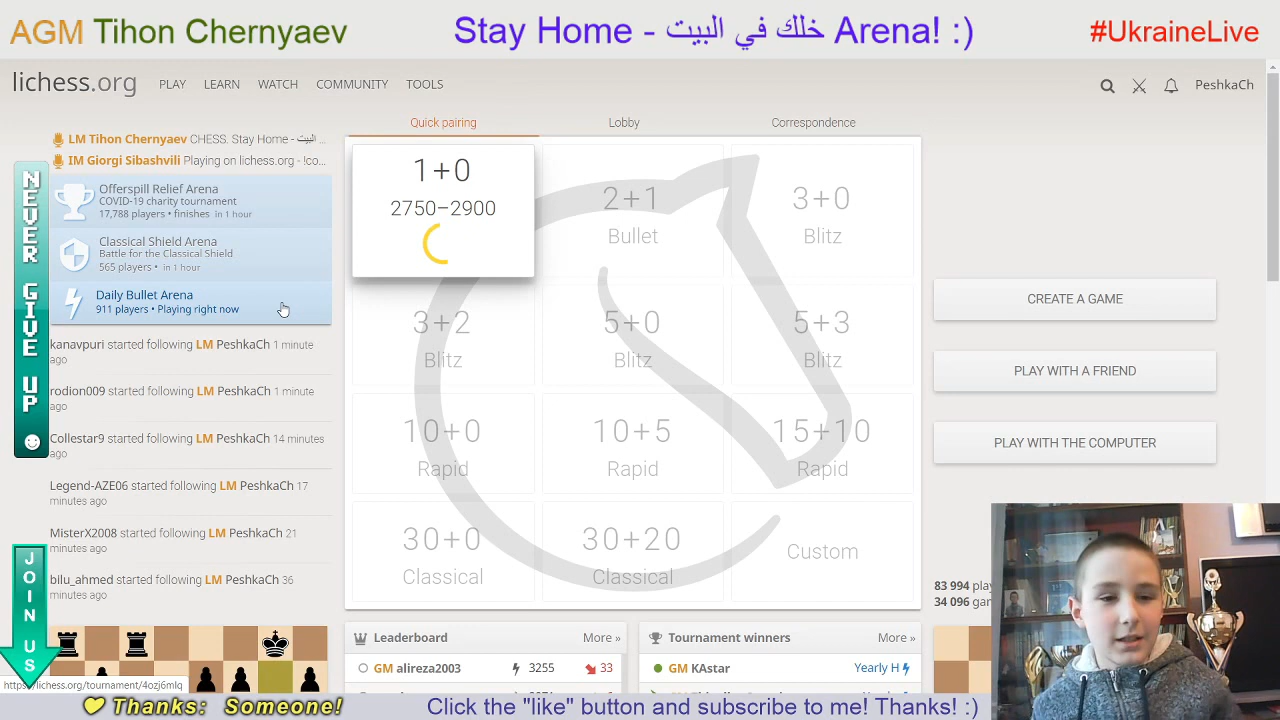 AGM Tihon Chernyaev
Stay Home - خلك في البيت Arena! :)
#UkraineLive
lichess.org
PLAY
LEARN
WATCH
COMMUNITY
TOOLS
PeshkaCh
LM Tihon Chernyaev CHESS. Stay Home - البيت ...
IM Giorgi Sibashvili Playing on lichess.org - !co...
Offerspill Relief Arena
COVID-19 charity tournament
17,788 players • finishes in 1 hour
Classical Shield Arena
Battle for the Classical Shield
565 players • in 1 hour
Daily Bullet Arena
911 players • Playing right now
kanavpuri started following LM PeshkaCh 1 minute
ago
rodion009 started following LM PeshkaCh 1 minute
ago
Collestar9 started following LM PeshkaCh 14 minutes
ago
Legend-AZE06 started following LM PeshkaCh 17
minutes ago
MisterX2008 started following LM PeshkaCh 21
minutes ago
bilu_ahmed started following LM PeshkaCh 36
minutes ago
NEVER GIVE UP
JOIN US
https://lichess.org/tournament/4ozj6mlq
Quick pairing
Lobby
Correspondence
1+0
2750–2900
2+1
Bullet
3+0
Blitz
3+2
Blitz
5+0
Blitz
5+3
Blitz
10+0
Rapid
10+5
Rapid
15+10
Rapid
30+0
Classical
30+20
Classical
Custom
CREATE A GAME
PLAY WITH A FRIEND
PLAY WITH THE COMPUTER
83 994
34 096
Leaderboard
More »
GM alireza2003
3255
33
Tournament winners
More »
GM KAstar
Yearly H
Thanks: Someone!
Click the "like" button and subscribe to me! Thanks! :)